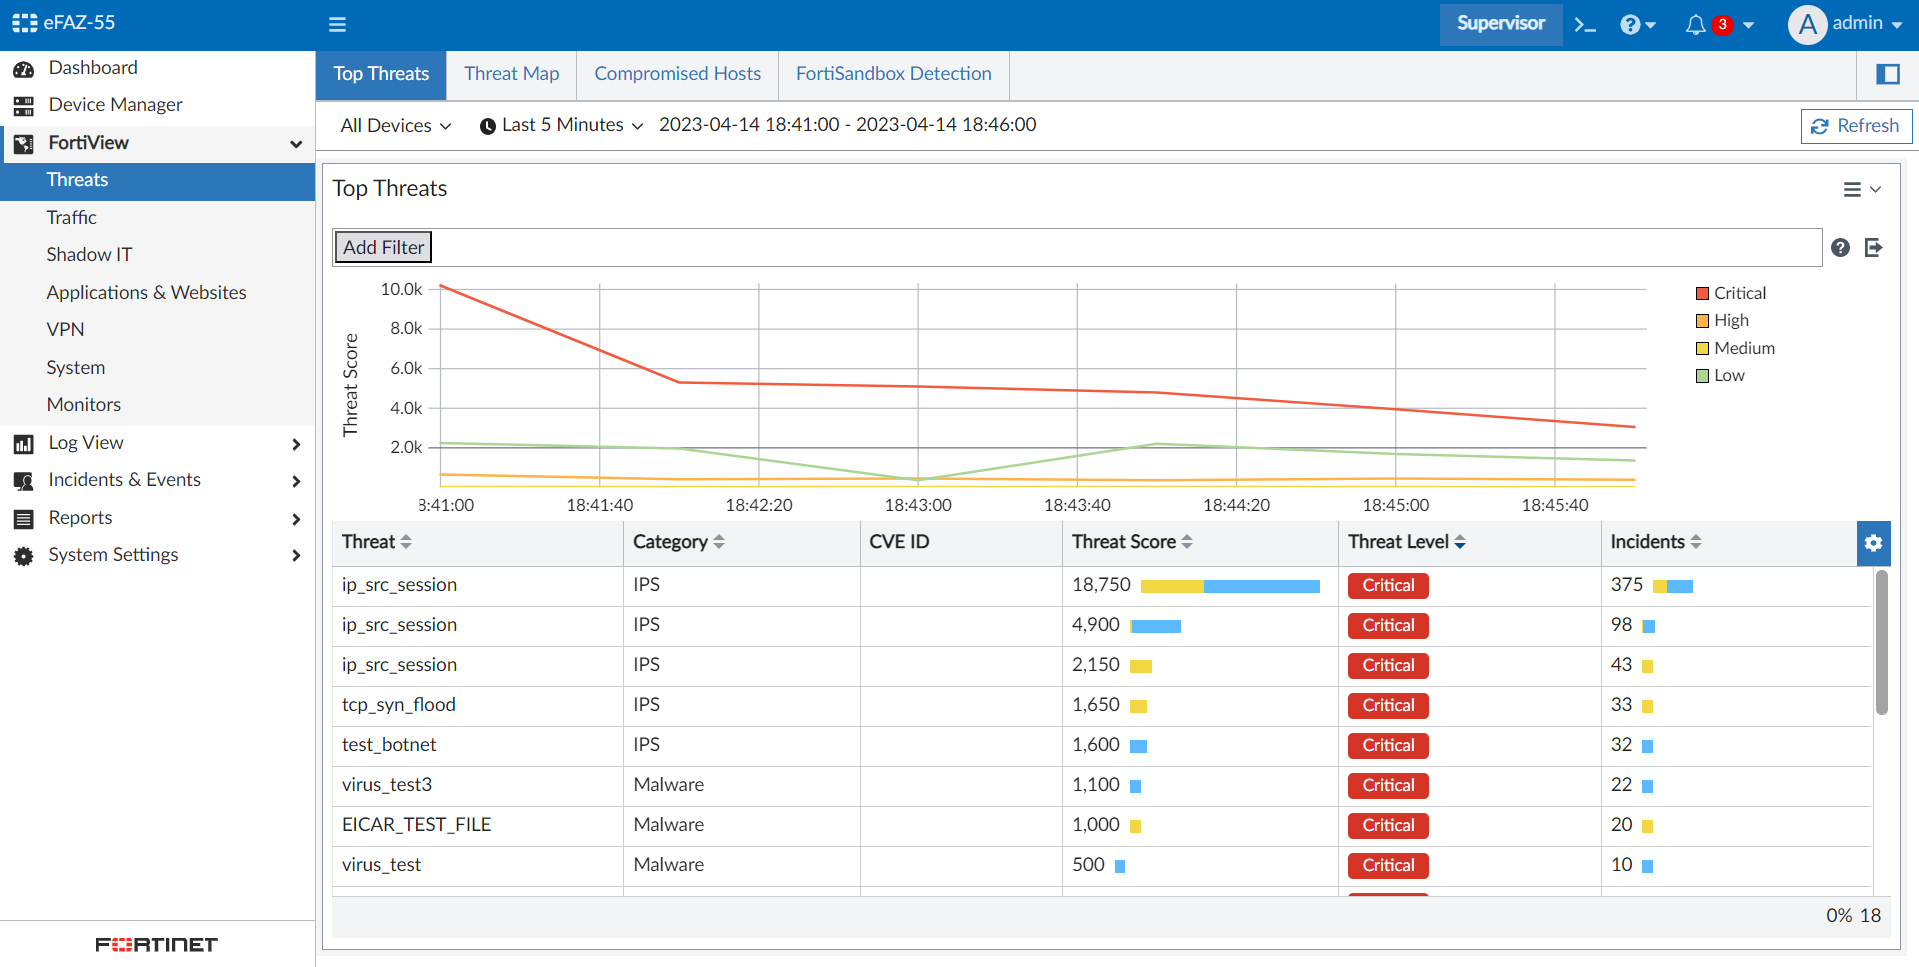 eFAZ-55
Supervisor
3
A admin
Dashboard
Device Manager
FortiView
Threats
Traffic
Shadow IT
Applications & Websites
VPN
System
Monitors
Log View
Incidents & Events
Reports
System Settings
FORTINET
Top Threats Threat Map Compromised Hosts FortiSandbox Detection
All Devices Last 5 Minutes 2023-04-14 18:41:00 - 2023-04-14 18:46:00 Refresh
Top Threats
Add Filter
Threat Score
10.0k
8.0k
6.0k
4.0k
2.0k
8:41:00 18:41:40 18:42:20 18:43:00 18:43:40 18:44:20 18:45:00 18:45:40
Critical
High
Medium
Low
Threat Category CVE ID Threat Score Threat Level Incidents
ip_src_session IPS 18,750 Critical 375
ip_src_session IPS 4,900 Critical 98
ip_src_session IPS 2,150 Critical 43
tcp_syn_flood IPS 1,650 Critical 33
test_botnet IPS 1,600 Critical 32
virus_test3 Malware 1,100 Critical 22
EICAR_TEST_FILE Malware 1,000 Critical 20
virus_test Malware 500 Critical 10
0% 18